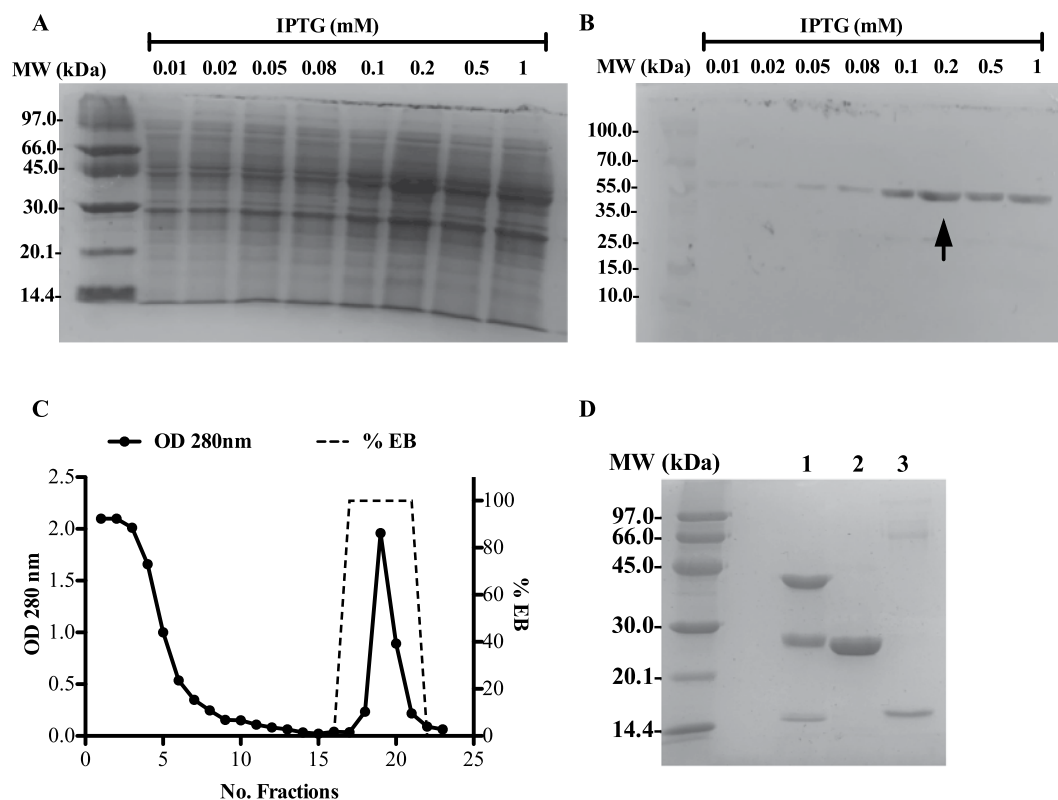 A
IPTG (mM)
MW (kDa) 0.01 0.02 0.05 0.08 0.1 0.2 0.5 1
97.0-
66.0-
45.0-
30.0-
20.1-
14.4-
B
IPTG (mM)
MW (kDa) 0.01 0.02 0.05 0.08 0.1 0.2 0.5 1
100.0-
70.0-
55.0-
35.0-
25.0-
15.0-
10.0-
C
OD 280nm % EB
2.5
2.0
1.5
1.0
0.5
0.0
OD 280 nm
100
80
60
40
20
0
% EB
0 5 10 15 20 25
No. Fractions
D
MW (kDa) 1 2 3
97.0-
66.0-
45.0-
30.0-
20.1-
14.4-